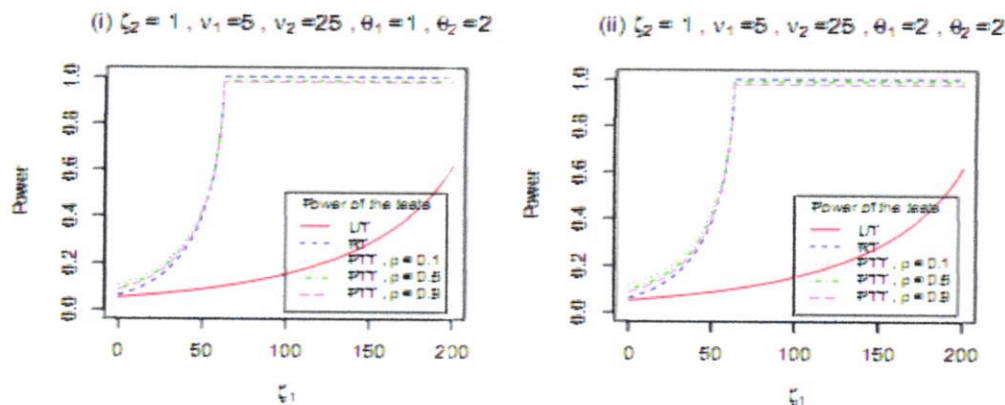 (i) ζ₂ = 1 , ν₁ =5 , ν₂ =25 , θ₁ = 1 , θ₂ = 2
Power
1.0
0.8
0.6
0.4
0.2
0.0
Power of the tests
UT
RT
PTT , ρ = 0.1
PTT , ρ = 0.5
PTT , ρ = 0.9
0 50 100 150 200
ζ₁
(ii) ζ₂ = 1 , ν₁ =5 , ν₂ =25 , θ₁ = 2 , θ₂ = 2
Power
1.0
0.8
0.6
0.4
0.2
0.0
Power of the tests
UT
RT
PTT , ρ = 0.1
PTT , ρ = 0.5
PTT , ρ = 0.9
0 50 100 150 200
ζ₁